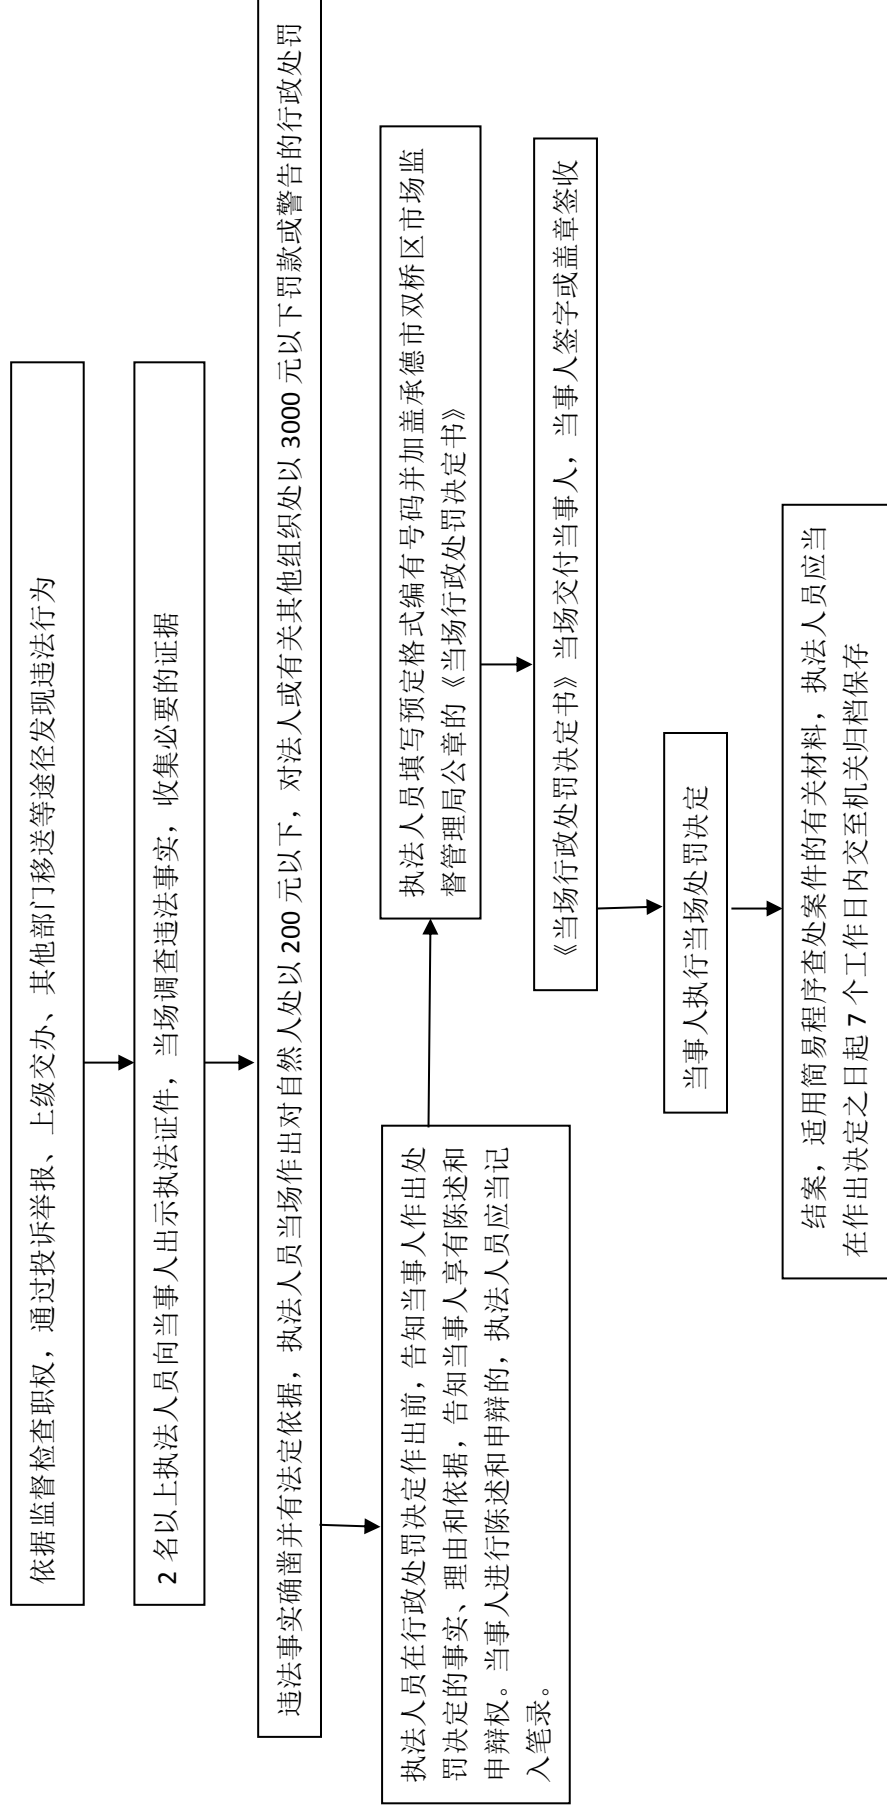 依据监督检查职权，通过投诉举报、上级交办、其他部门移送等途径发现违法行为
2 名以上执法人员向当事人出示执法证件，当场调查违法事实，收集必要的证据
违法事实确凿并有法定依据，执法人员当场作出对自然人处以 200 元以下，对法人或有关其他组织处以 3000 元以下罚款或警告的行政处罚
执法人员在行政处罚决定作出前，告知当事人作出处
罚决定的事实、理由和依据，告知当事人享有陈述和
申辩权。当事人进行陈述和申辩的，执法人员应当记
入笔录。
执法人员填写预定格式编有号码并加盖承德市双桥区市场监
督管理局公章的《当场行政处罚决定书》
《当场行政处罚决定书》当场交付当事人，当事人签字或盖章签收
当事人执行当场处罚决定
结案，适用简易程序查处案件的有关材料，执法人员应当
在作出决定之日起 7 个工作日内交至机关归档保存